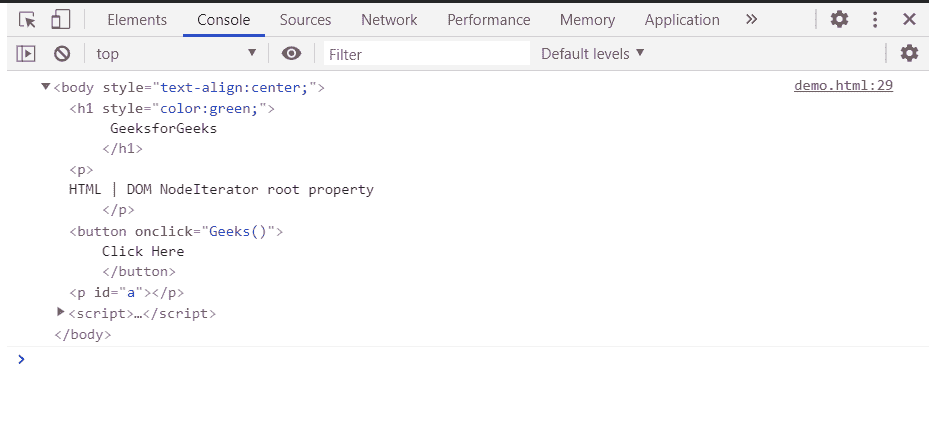 Elements Console Sources Network Performance Memory Application »
top Filter Default levels
<body style="text-align:center;"> demo.html:29
<h1 style="color:green;">
GeeksforGeeks
</h1>
<p>
HTML | DOM NodeIterator root property
</p>
<button onclick="Geeks()">
Click Here
</button>
<p id="a"></p>
<script>…</script>
</body>
>